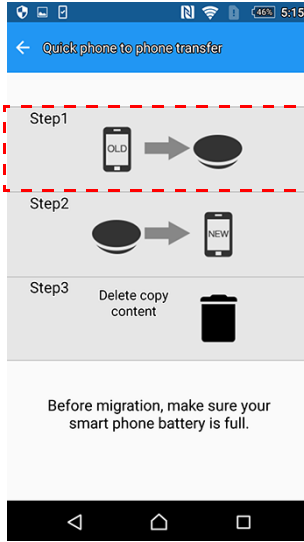 46% 5:15
Quick phone to phone transfer
Step1
OLD
Step2
NEW
Step3
Delete copy
content
Before migration, make sure your
smart phone battery is full.